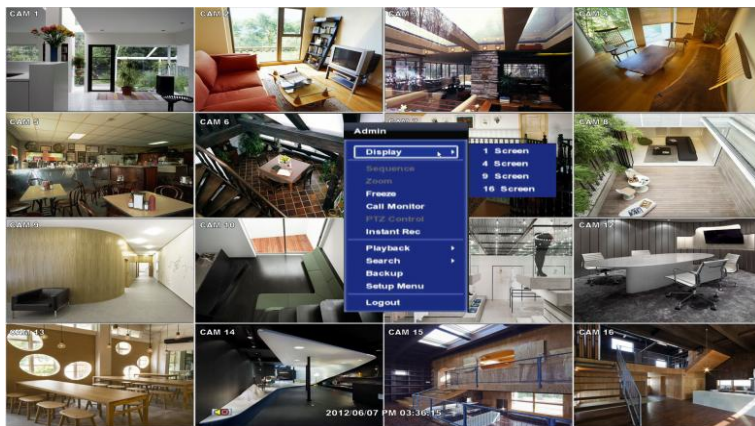 CAM 1
CAM 2
CAM
CAM
CAM 5
CAM 6
CAM 8
Admin
Display
1 Screen
4 Screen
9 Screen
16 Screen
Sequence
Zoom
Freeze
Call Monitor
PTZ Control
Instant Rec
Playback
Search
Backup
Setup Menu
Logout
CAM 9
CAM 10
CAM 12
CAM 13
CAM 14
CAM 15
CAM 16
2012/06/07 PM 03:36:15